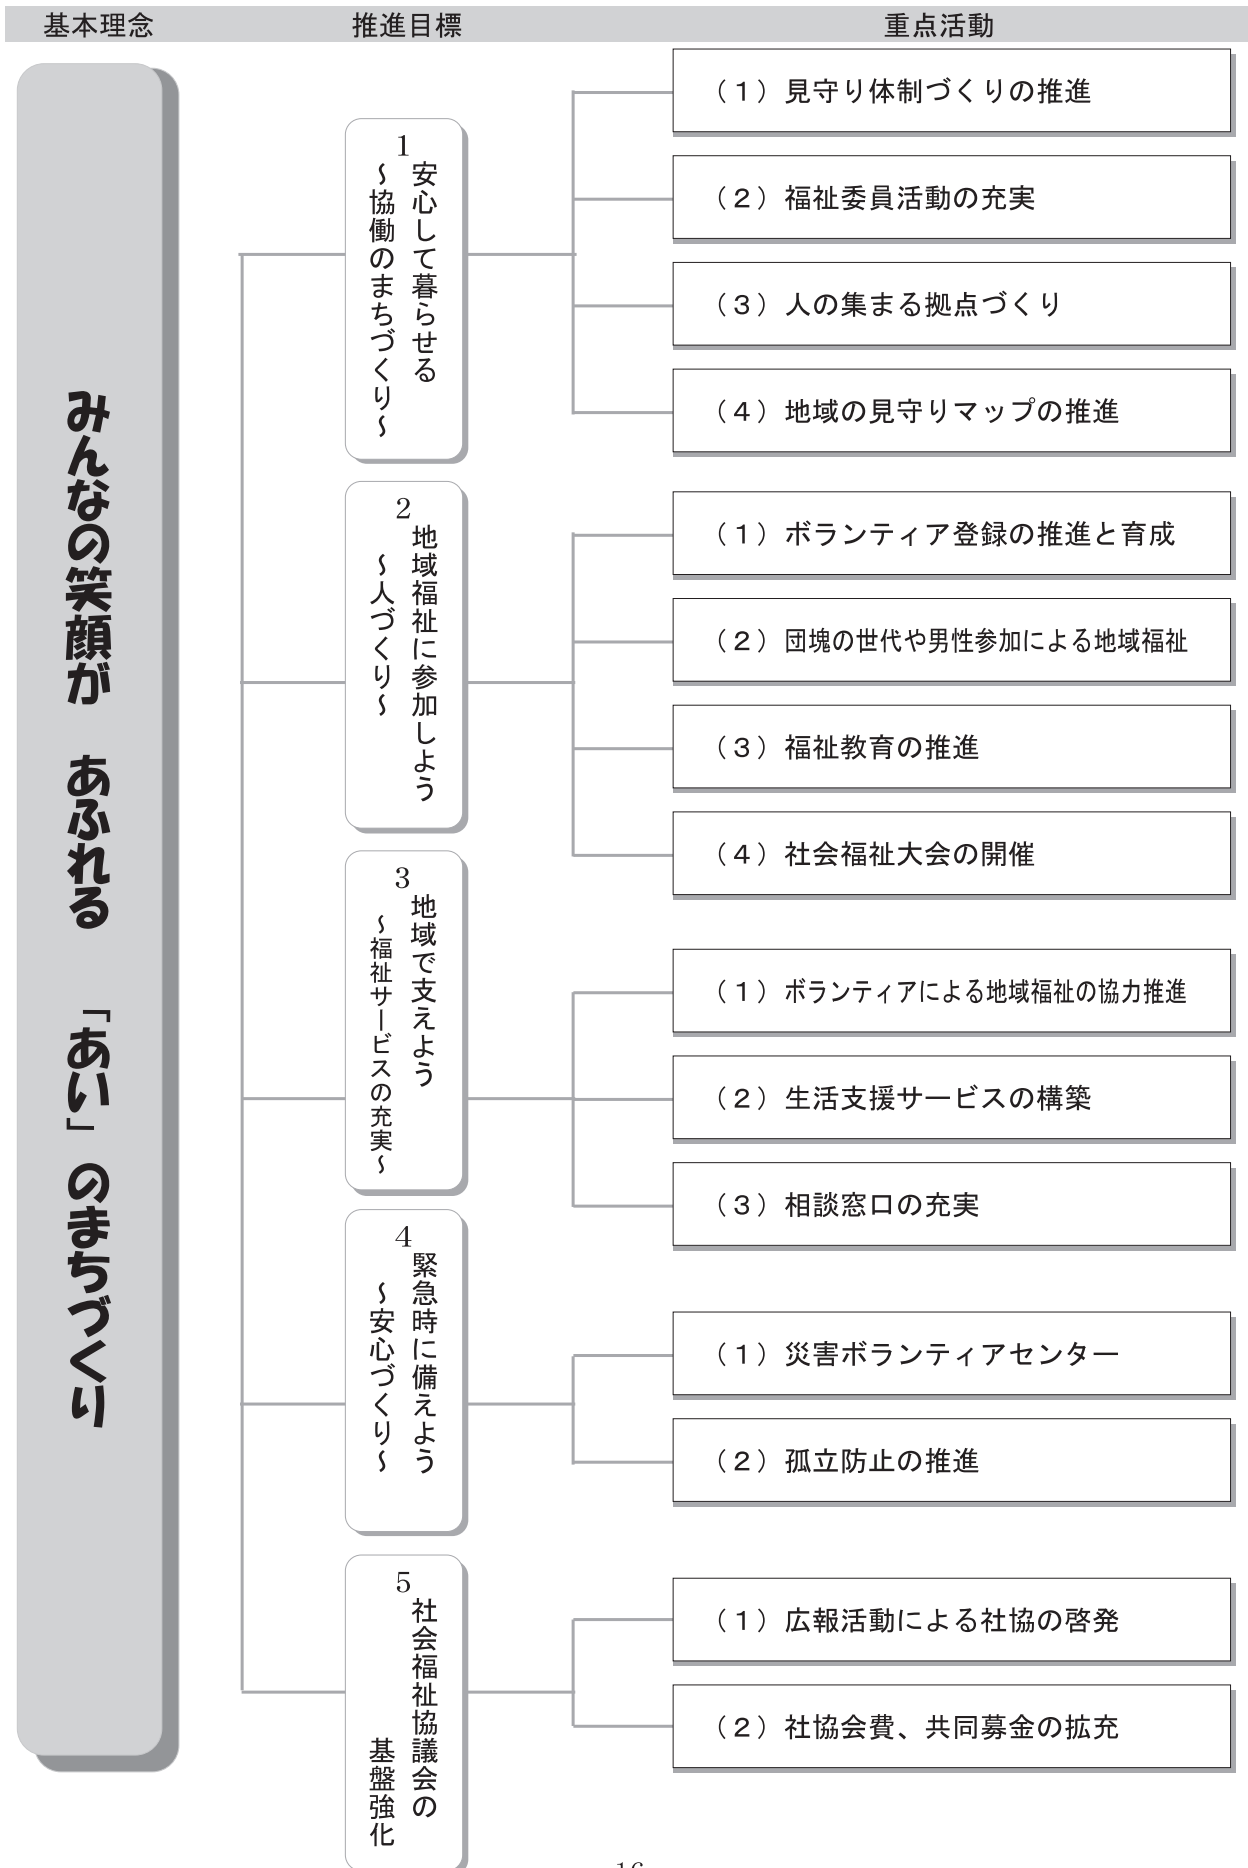 基本理念
推進目標
重点活動
みんなの笑顔が　あふれる　「あい」のまちづくり
1
安心して暮らせる
～協働のまちづくり～
（1）見守り体制づくりの推進
（2）福祉委員活動の充実
（3）人の集まる拠点づくり
（4）地域の見守りマップの推進
2
地域福祉に参加しよう
～人づくり～
（1）ボランティア登録の推進と育成
（2）団塊の世代や男性参加による地域福祉
（3）福祉教育の推進
（4）社会福祉大会の開催
3
地域で支えよう
～福祉サービスの充実～
（1）ボランティアによる地域福祉の協力推進
（2）生活支援サービスの構築
（3）相談窓口の充実
4
緊急時に備えよう
～安心づくり～
（1）災害ボランティアセンター
（2）孤立防止の推進
5
社会福祉協議会の
基盤強化
（1）広報活動による社協の啓発
（2）社協会費、共同募金の拡充
16